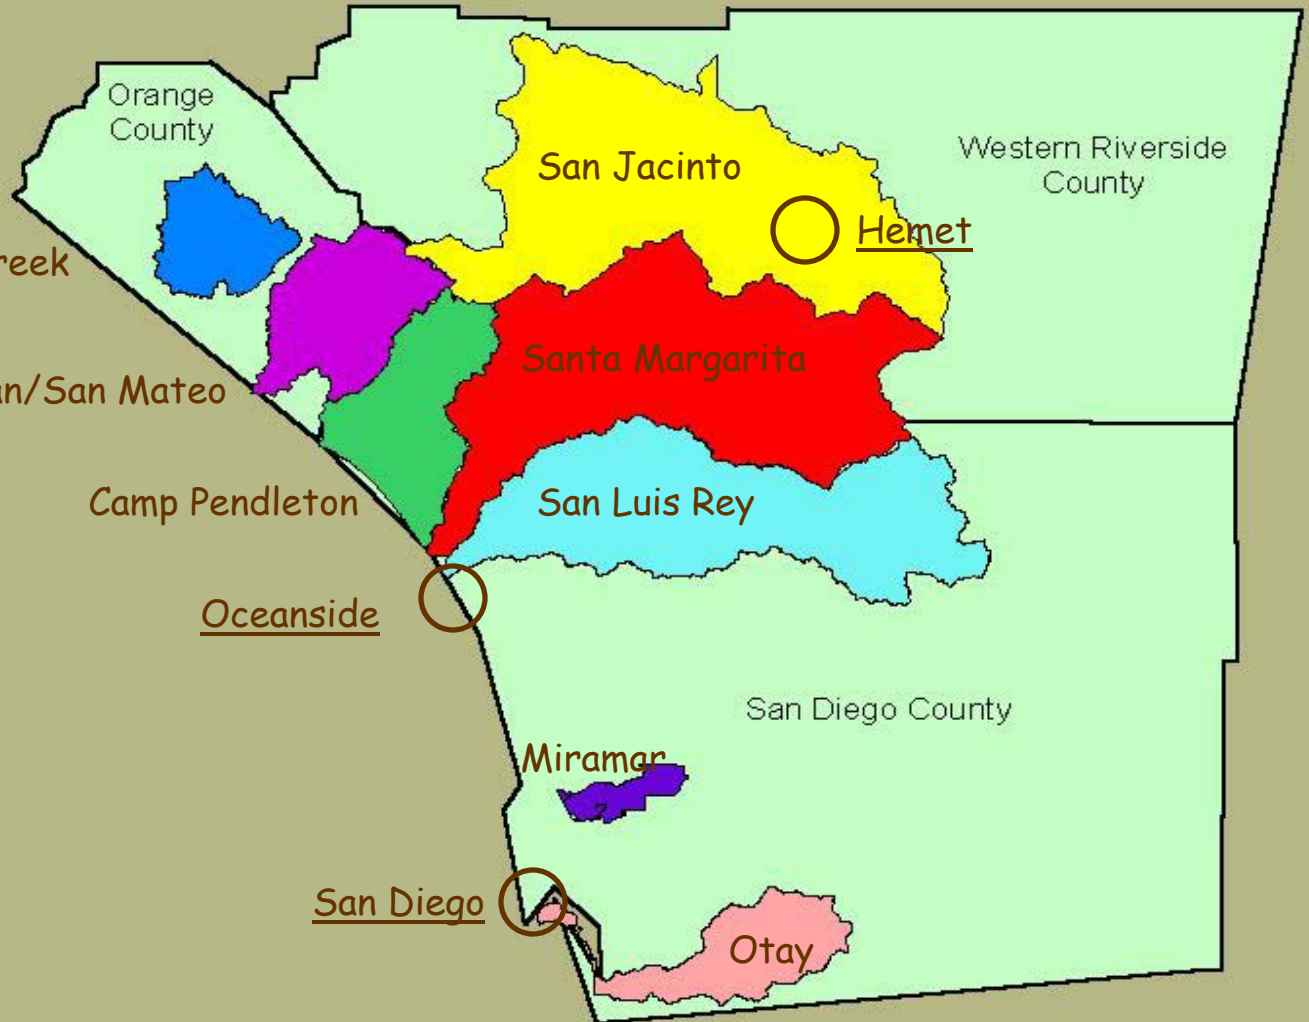 Orange
County
San Jacinto
Western Riverside
County
Hemet
reek
Santa Margarita
an/San Mateo
Camp Pendleton
San Luis Rey
Oceanside
San Diego County
Miramar
San Diego
Otay